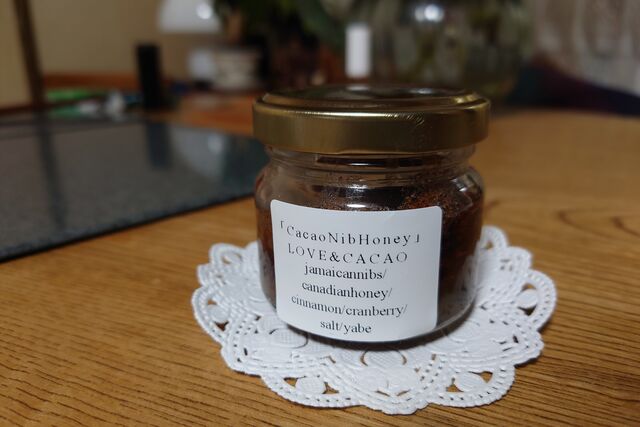 「CacaoNibHoney」
LOVE&CACAO
jamaicannibs/
canadianhoney/
cinnamon/cranberry/
salt/yabe